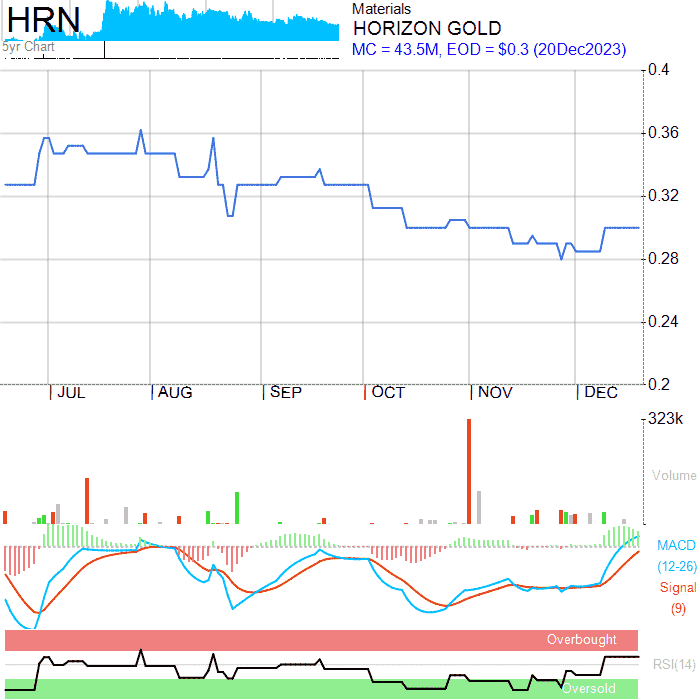 HRN
5yr Chart
Materials
HORIZON GOLD
MC = 43.5M, EOD = $0.3 (20Dec2023)
0.4
0.36
0.32
0.28
0.24
0.2
JUL AUG SEP OCT NOV DEC
323k
Volume
MACD
(12-26)
Signal
(9)
Overbought
RSI(14)
Oversold